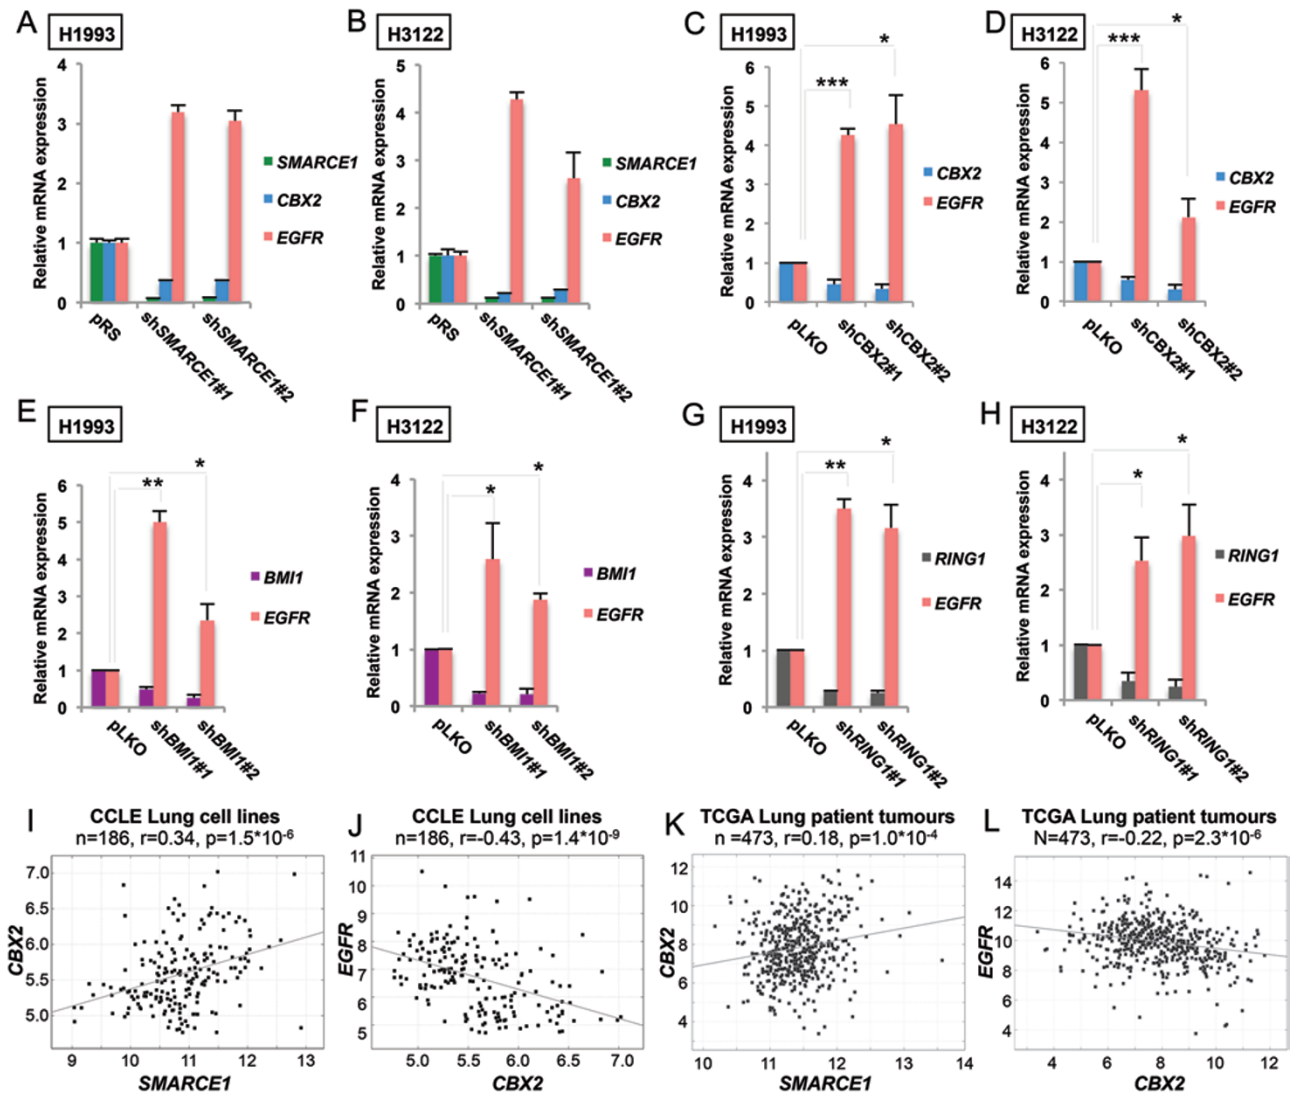 A
H1993
Relative mRNA expression
4
3
2
1
0
SMARCE1
CBX2
EGFR
pRS
shSMARCE1#1
shSMARCE1#2
B
H3122
Relative mRNA expression
5
4
3
2
1
0
SMARCE1
CBX2
EGFR
pRS
shSMARCE1#1
shSMARCE1#2
C
H1993
*
***
Relative mRNA expression
6
5
4
3
2
1
0
CBX2
EGFR
pLKO
shCBX2#1
shCBX2#2
D
H3122
*
***
Relative mRNA expression
6
5
4
3
2
1
0
CBX2
EGFR
pLKO
shCBX2#1
shCBX2#2
E
H1993
*
**
Relative mRNA expression
6
5
4
3
2
1
0
BMI1
EGFR
pLKO
shBMI1#1
shBMI1#2
F
H3122
*
*
Relative mRNA expression
4
3
2
1
0
BMI1
EGFR
pLKO
shBMI1#1
shBMI1#2
G
H1993
*
**
Relative mRNA expression
4
3
2
1
0
RING1
EGFR
pLKO
shRING1#1
shRING1#2
H
H3122
*
*
Relative mRNA expression
4
3
2
1
0
RING1
EGFR
pLKO
shRING1#1
shRING1#2
I
CCLE Lung cell lines
n=186, r=0.34, p=1.5*10-6
CBX2
7.0
6.5
6.0
5.5
5.0
9 10 11 12 13
SMARCE1
J
CCLE Lung cell lines
n=186, r=-0.43, p=1.4*10-9
EGFR
11
10
9
8
7
6
5
5.0 5.5 6.0 6.5 7.0
CBX2
K
TCGA Lung patient tumours
n =473, r=0.18, p=1.0*10-4
CBX2
12
10
8
6
4
10 11 12 13 14
SMARCE1
L
TCGA Lung patient tumours
N=473, r=-0.22, p=2.3*10-6
EGFR
14
12
10
8
6
4
4 6 8 10 12
CBX2